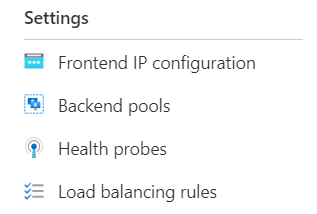 Settings
Frontend IP configuration
Backend pools
Health probes
Load balancing rules